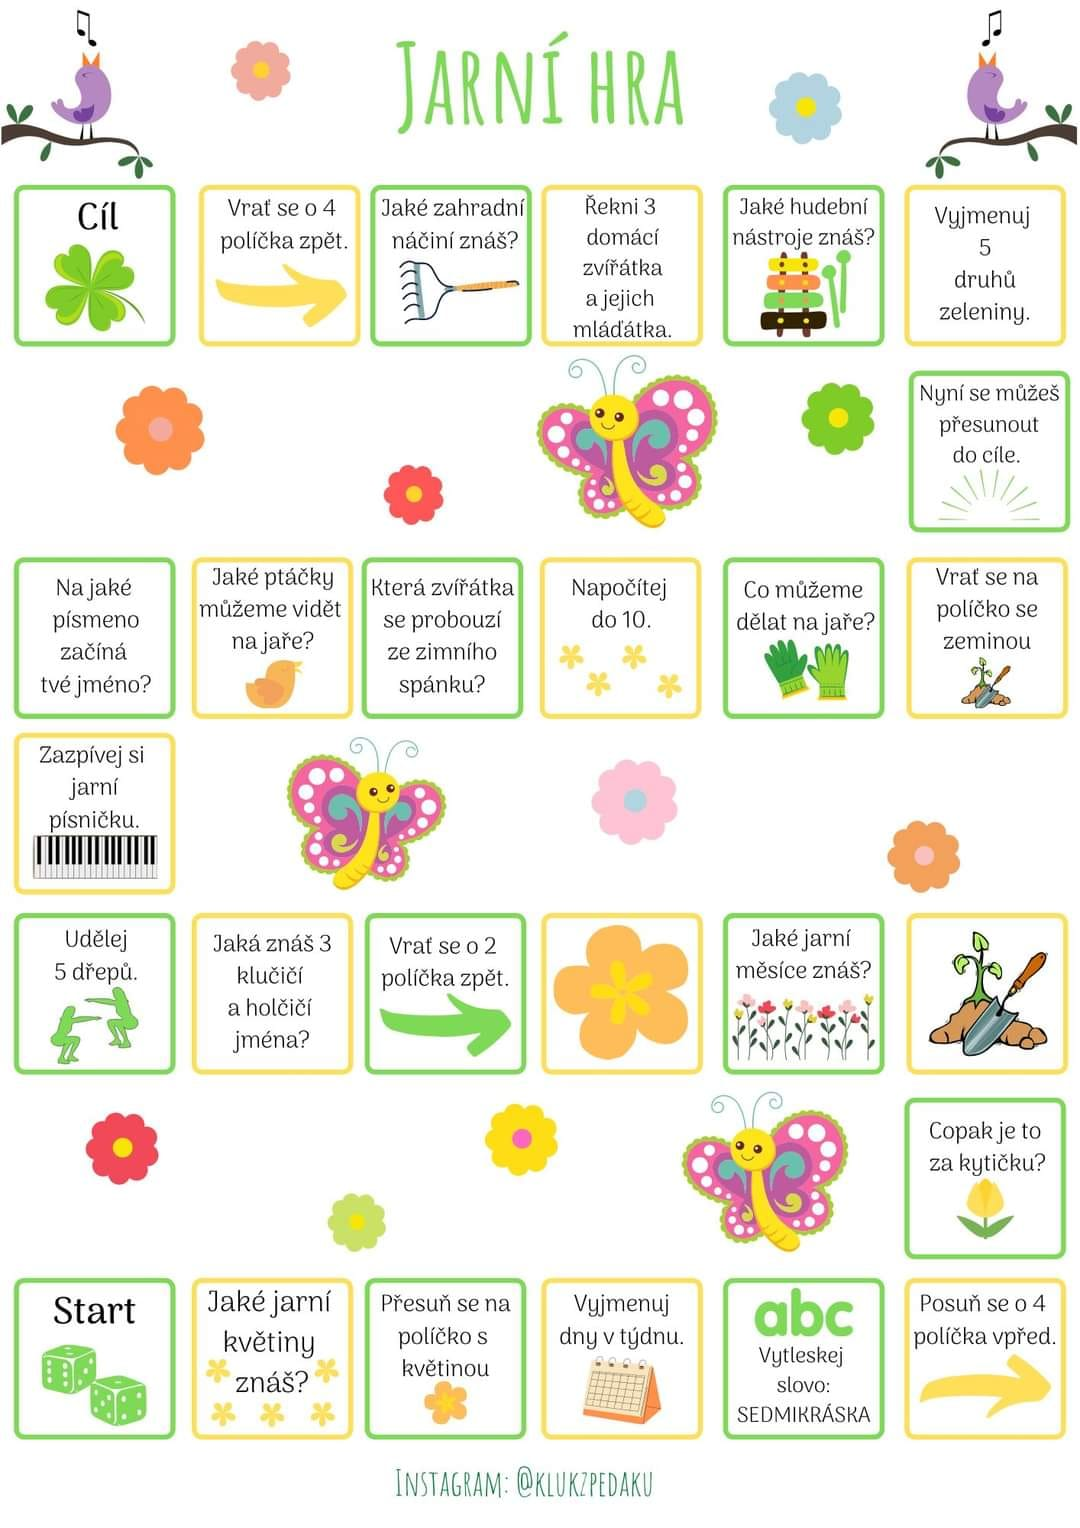 Jarní hra
Cíl
Vrať se o 4
políčka zpět.
Jaké zahradní
náčiní znáš?
Řekni 3
domácí
zvířátka
a jejich
mláďátka.
Jaké hudební
nástroje znáš?
Vyjmenuj
5
druhů
zeleniny.
Nyní se můžeš
přesunout
do cíle.
Na jaké
písmeno
začíná
tvé jméno?
Jaké ptáčky
můžeme vidět
na jaře?
Která zvířátka
se probouzí
ze zimního
spánku?
Napočítej
do 10.
Co můžeme
dělat na jaře?
Vrať se na
políčko se
zeminou
Zazpívej si
jarní
písničku.
Udělej
5 dřepů.
Jaká znáš 3
klučičí
a holčičí
jména?
Vrať se o 2
políčka zpět.
Jaké jarní
měsíce znáš?
Copak je to
za kytičku?
Start
Jaké jarní
květiny
znáš?
Přesuň se na
políčko s
květinou
Vyjmenuj
dny v týdnu.
abc
Vytleskej
slovo:
SEDMIKRÁSKA
Posuň se o 4
políčka vpřed.
Instagram: @klukzpedaku